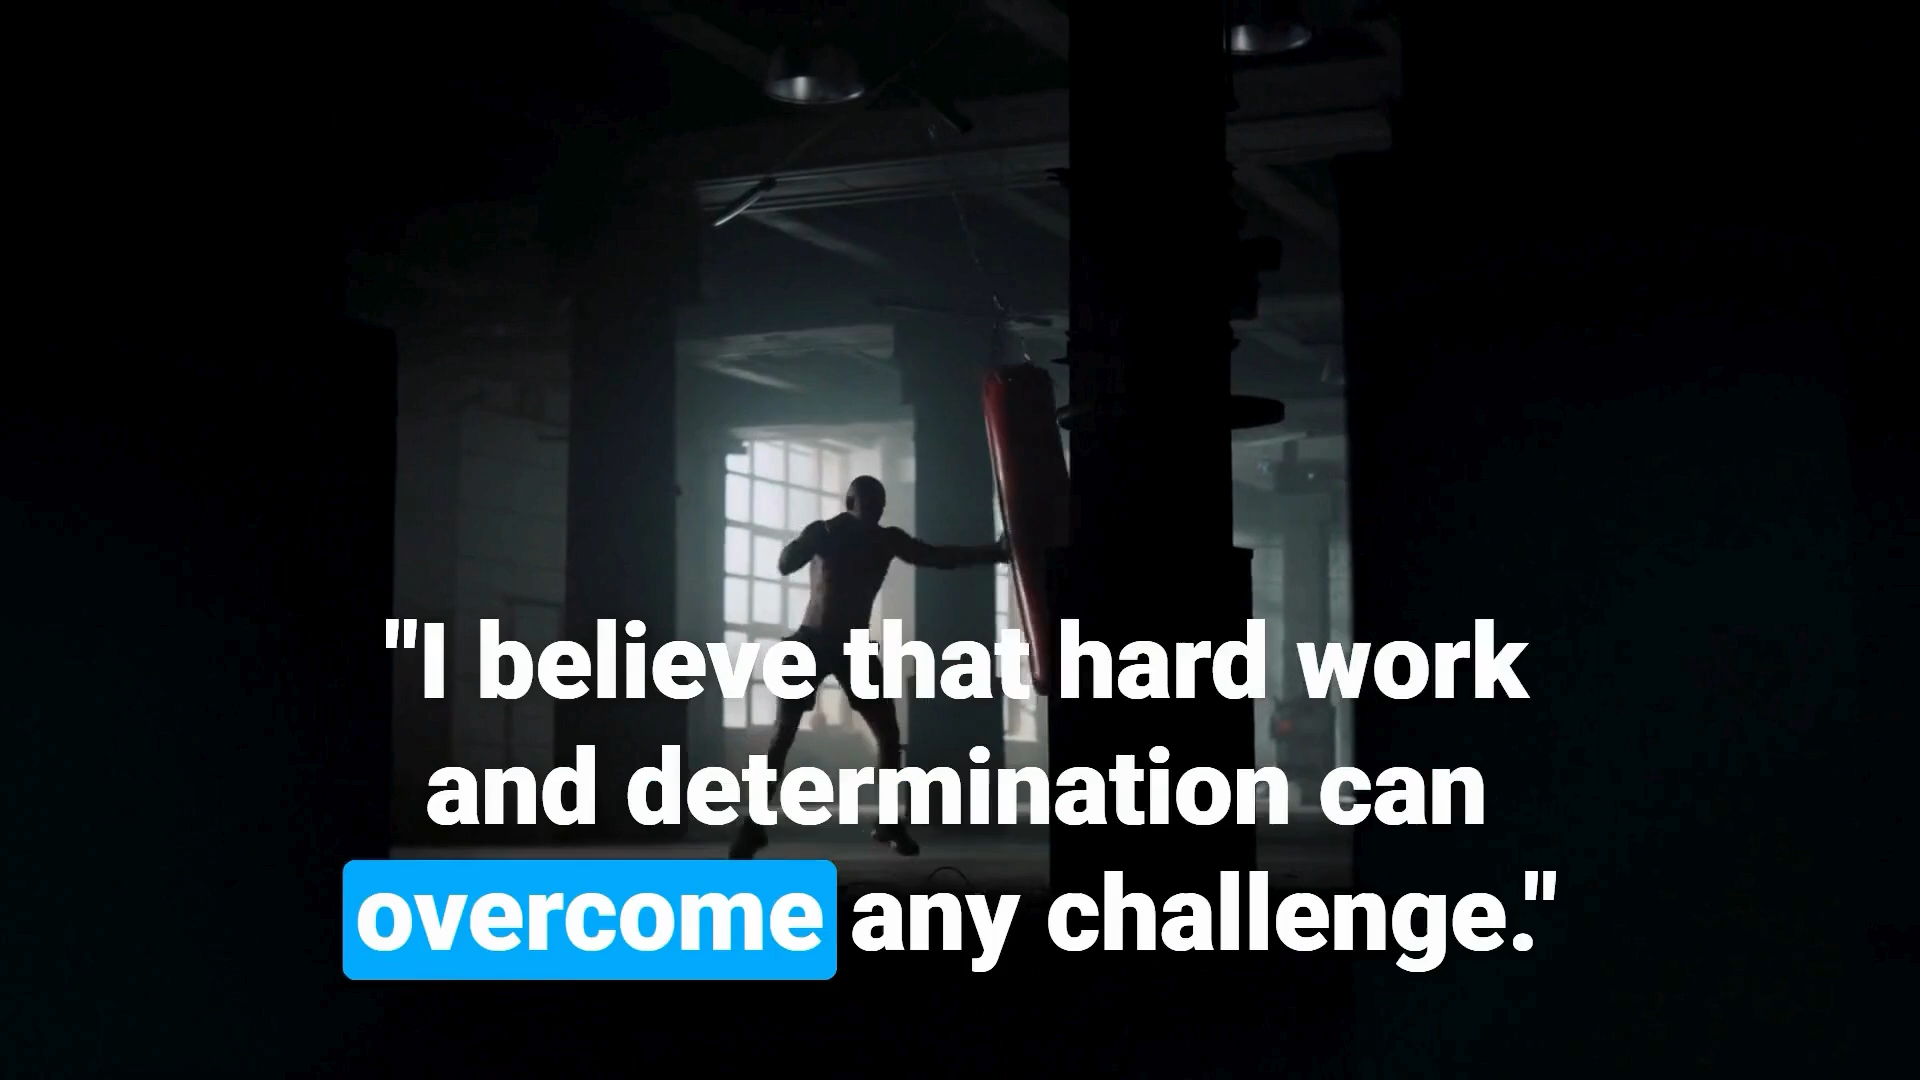 "I believe that hard work
and determination can
overcome any challenge."